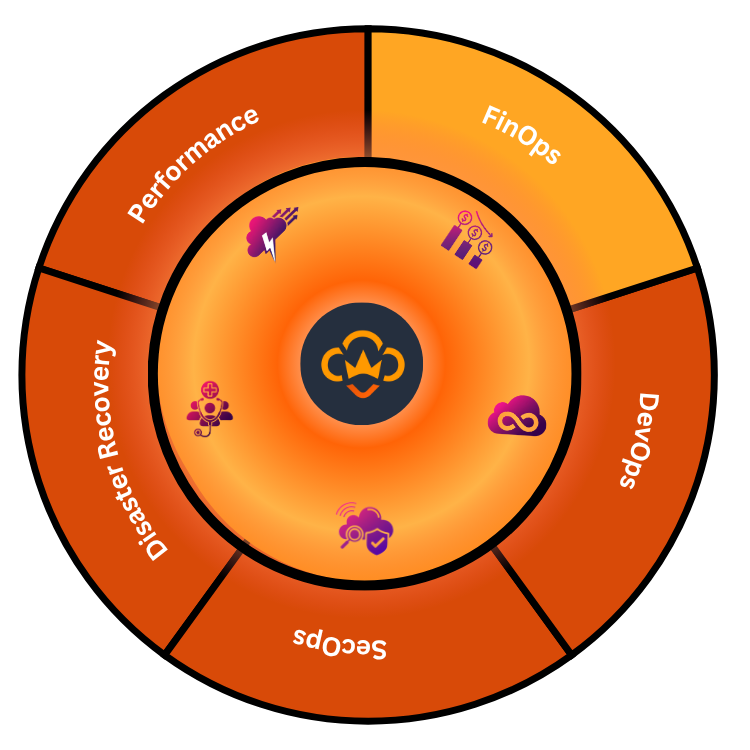 FinOps
DevOps
SecOps
Disaster Recovery
Performance